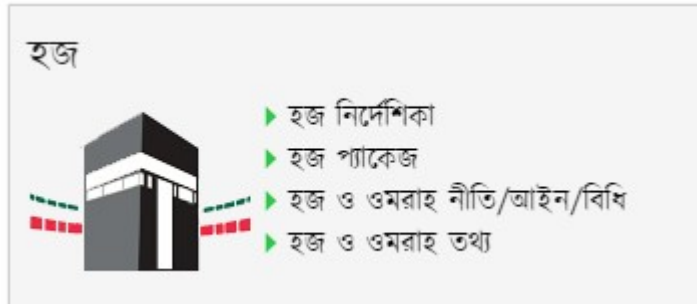 হজ
হজ নির্দেশিকা
হজ প্যাকেজ
হজ ও ওমরাহ নীতি/আইন/বিধি
হজ ও ওমরাহ তথ্য